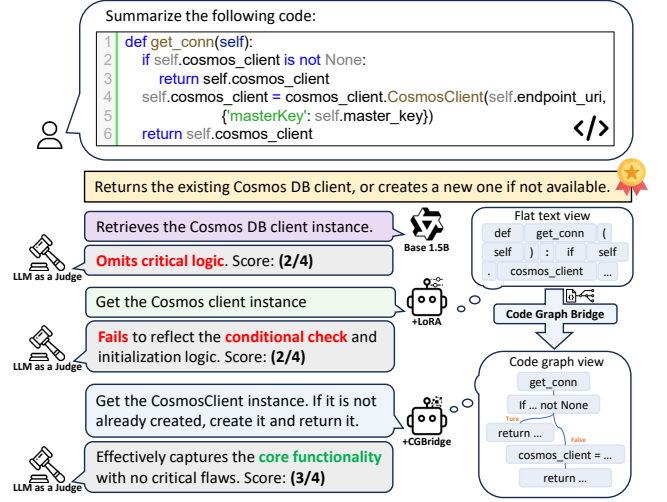 Summarize the following code:
1 def get_conn(self):
2 if self.cosmos_client is not None:
3 return self.cosmos_client
4 self.cosmos_client = cosmos_client.CosmosClient(self.endpoint_uri,
5 {'masterKey': self.master_key})
6 return self.cosmos_client
</>
Returns the existing Cosmos DB client, or creates a new one if not available.
Retrieves the Cosmos DB client instance.
Base 1.5B
LLM as a Judge
Omits critical logic. Score: (2/4)
Get the Cosmos client instance
+LoRA
LLM as a Judge
Fails to reflect the conditional check and
initialization logic. Score: (2/4)
Get the CosmosClient instance. If it is not
already created, create it and return it.
+CGBridge
LLM as a Judge
Effectively captures the core functionality
with no critical flaws. Score: (3/4)
Flat text view
def get_conn (
self ) : if self
. cosmos_client ...
Code Graph Bridge
Code graph view
get_conn
If ... not None
Ture
return ...
False
cosmos_client = ...
return ...